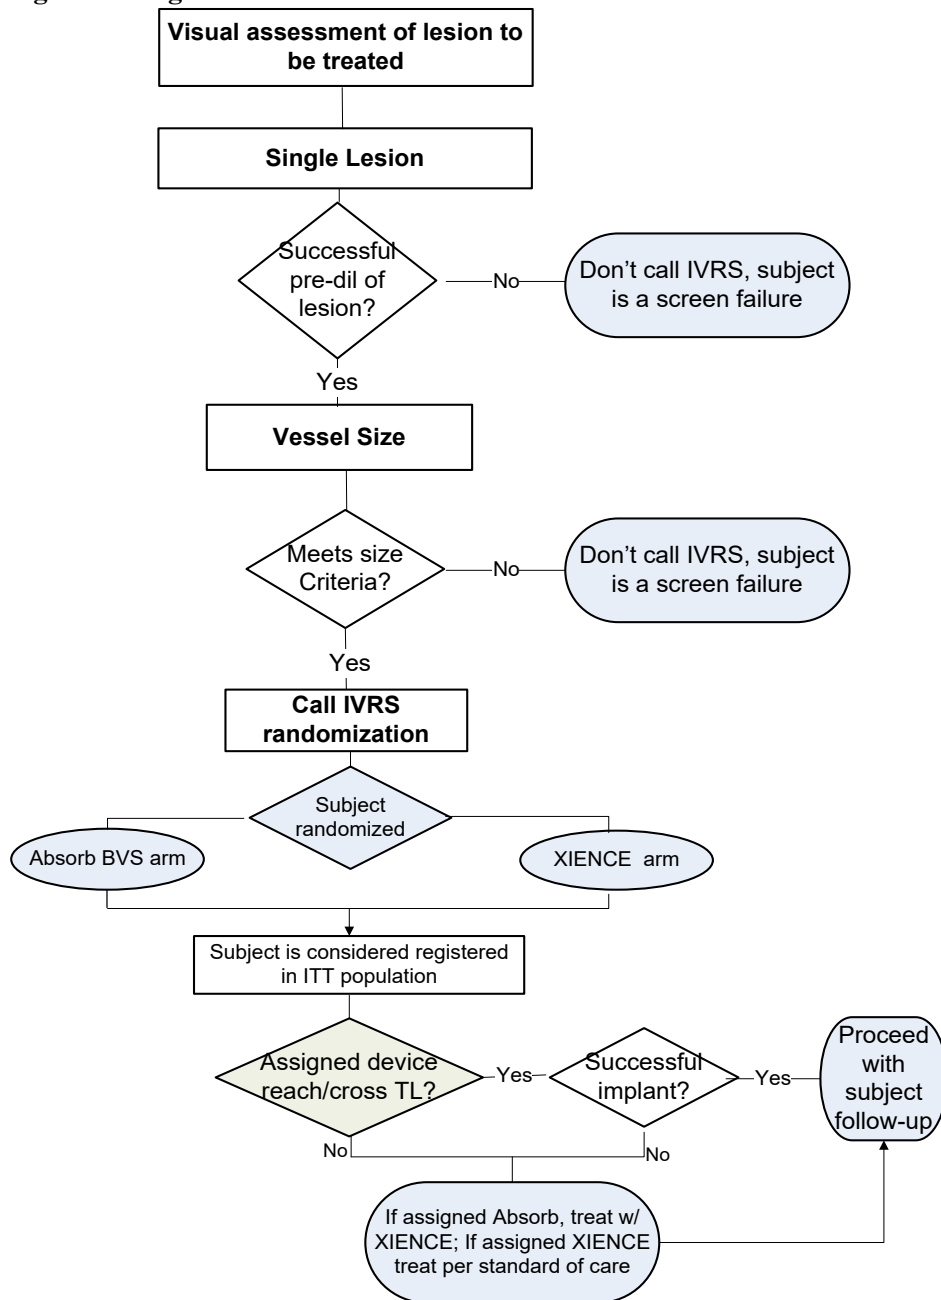 Visual assessment of lesion to
be treated
Single Lesion
Successful
pre-dil of
lesion?
No
Don't call IVRS, subject
is a screen failure
Yes
Vessel Size
Meets size
Criteria?
No
Don't call IVRS, subject
is a screen failure
Yes
Call IVRS
randomization
Subject
randomized
Absorb BVS arm
XIENCE arm
Subject is considered registered
in ITT population
Assigned device
reach/cross TL?
Yes
Successful
implant?
Yes
Proceed
with
subject
follow-up
No
No
If assigned Absorb, treat w/
XIENCE; If assigned XIENCE
treat per standard of care